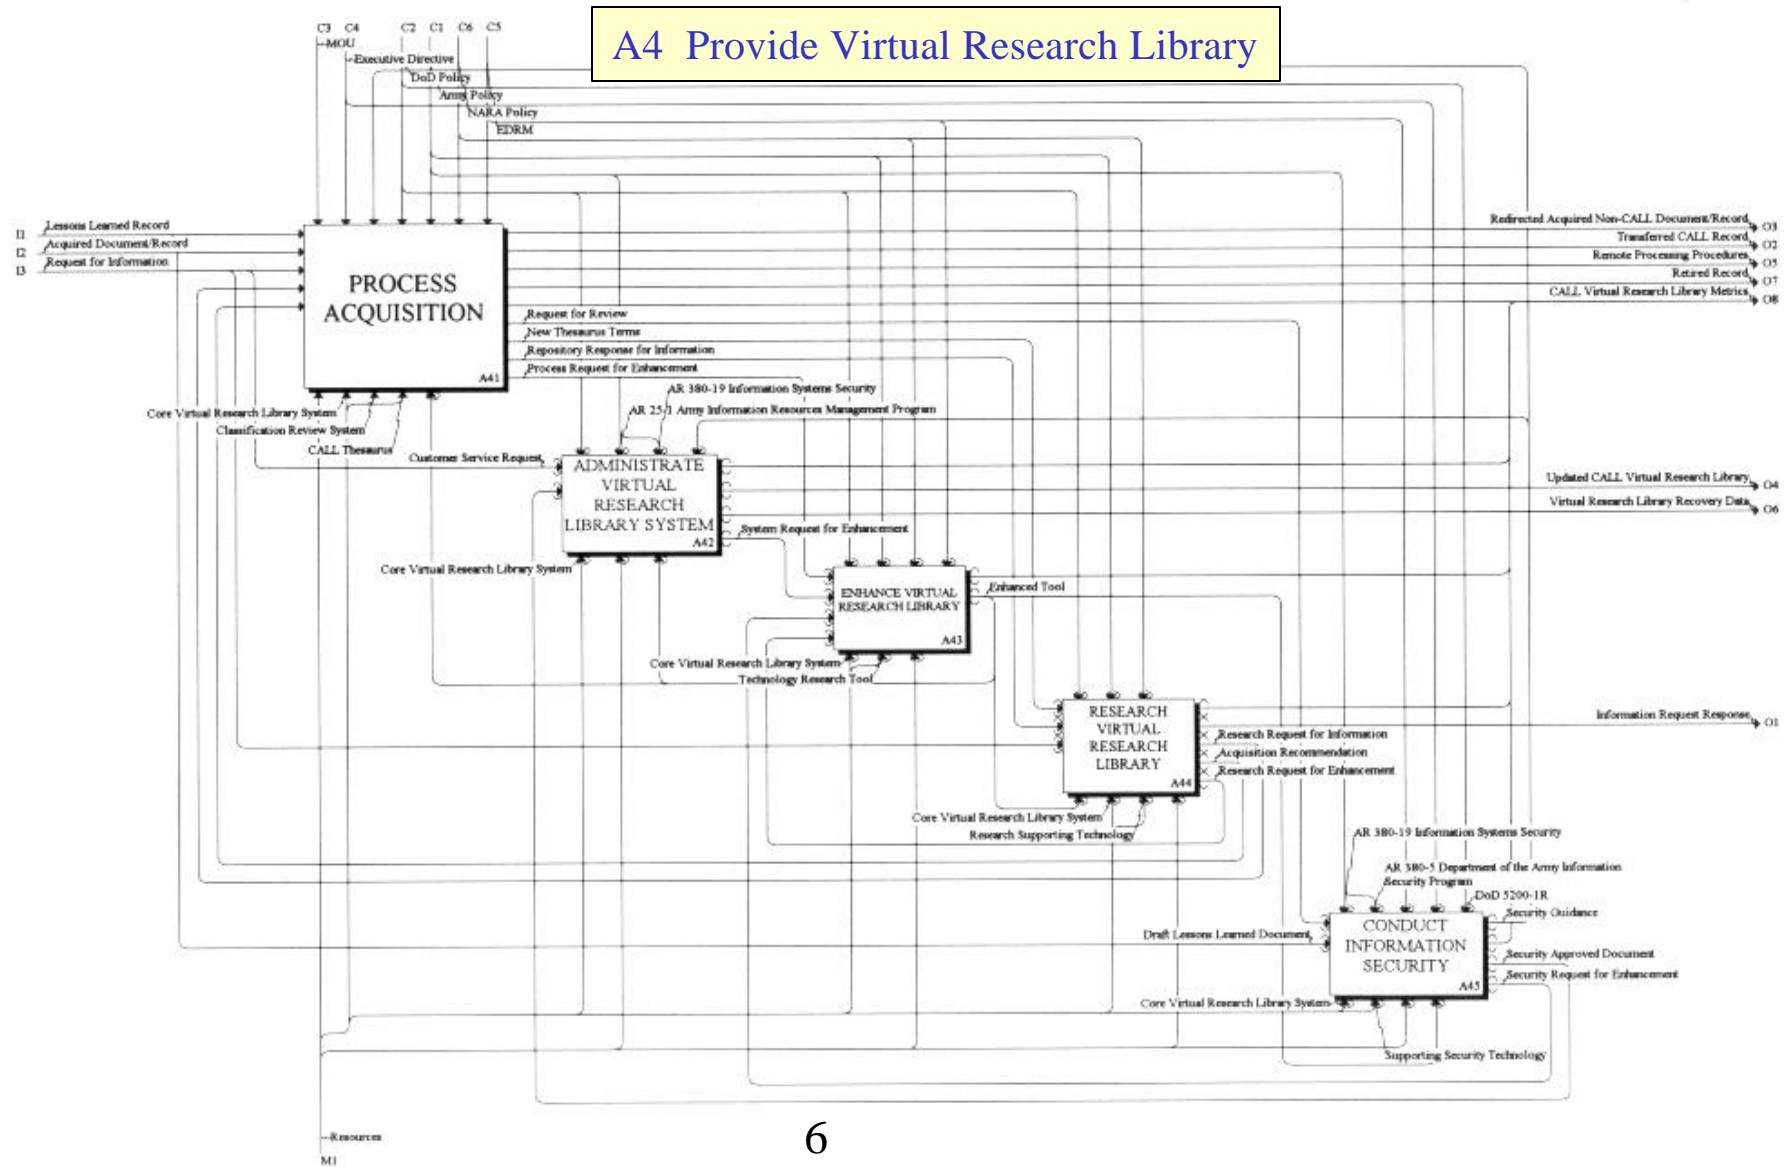 A4 Provide Virtual Research Library
C3 C4 C2 C1 C6 C5
MOU
Executive Directive
DoD Policy
Army Policy
NARA Policy
EDRM
I1 Lessons Learned Record
I2 Acquired Document/Record
I3 Request for Information
PROCESS
ACQUISITION
A41
Redirected Acquired Non-CALL Document/Record O3
Transferred CALL Record O2
Remote Processing Procedures O5
Retired Record O7
CALL Virtual Research Library Metrics O8
Request for Review
New Thesaurus Terms
Repository Response for Information
Process Request for Enhancement
AR 380-19 Information Systems Security
AR 25-1 Army Information Resources Management Program
Core Virtual Research Library System
Classification Review System
CALL Thesaurus
Customer Service Request
ADMINISTRATE
VIRTUAL
RESEARCH
LIBRARY SYSTEM
A42
Updated CALL Virtual Research Library O4
Virtual Research Library Recovery Data O6
System Request for Enhancement
Core Virtual Research Library System
ENHANCE VIRTUAL
RESEARCH LIBRARY
A43
Enhanced Tool
Core Virtual Research Library System
Technology Research Tool
RESEARCH
VIRTUAL
RESEARCH
LIBRARY
A44
Information Request Response O1
Research Request for Information
Acquisition Recommendation
Research Request for Enhancement
Core Virtual Research Library System
Research Supporting Technology
AR 380-19 Information Systems Security
AR 380-5 Department of the Army Information
Security Program
DoD 5200-1R
Security Guidance
Draft Lessons Learned Document
CONDUCT
INFORMATION
SECURITY
A45
Security Approved Document
Security Request for Enhancement
Core Virtual Research Library System
Supporting Security Technology
Resources
M1
6